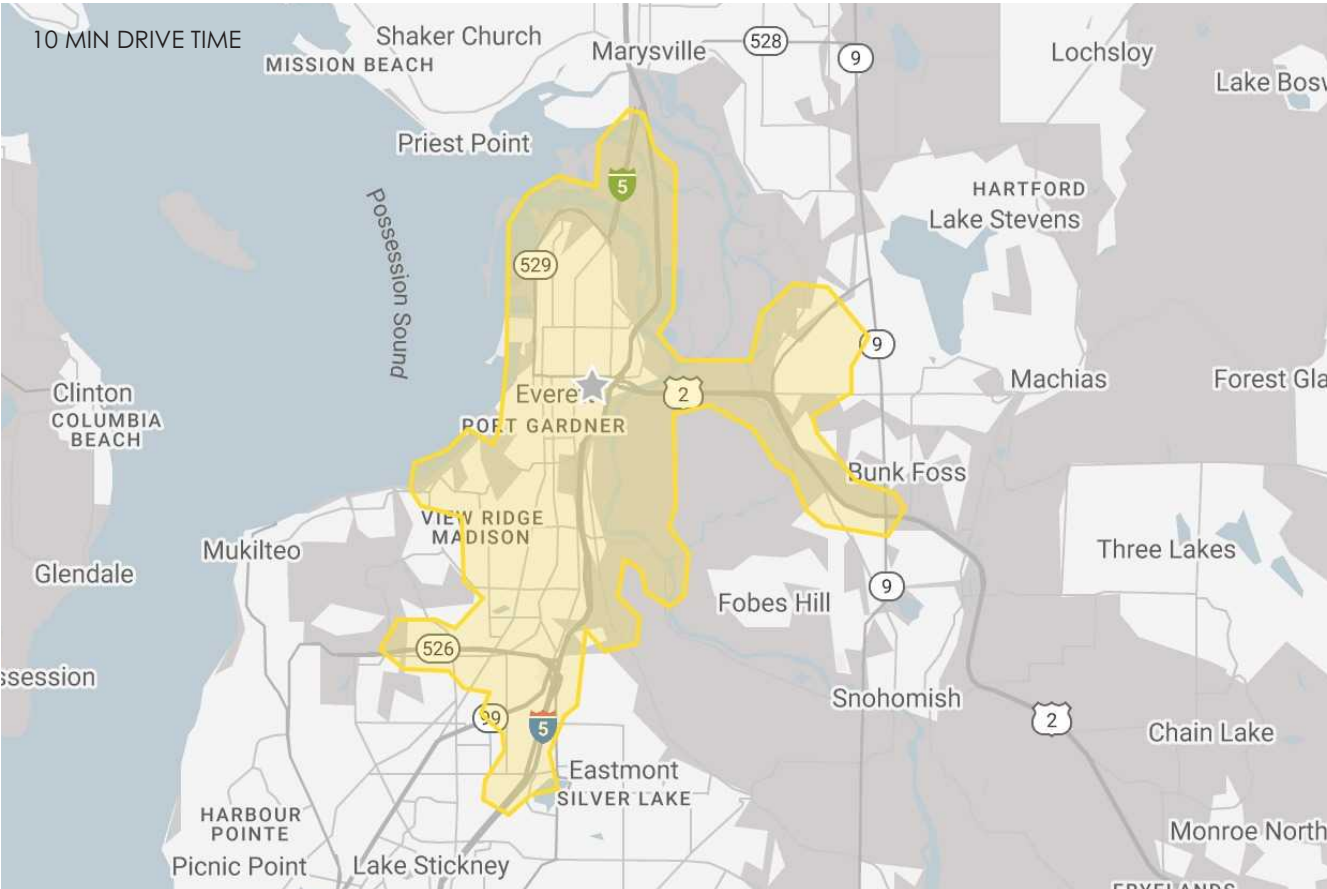 10 MIN DRIVE TIME
Shaker Church
MISSION BEACH
Marysville
528
9
Lochsloy
Lake Bosw
Priest Point
5
HARTFORD
Lake Stevens
Possession Sound
529
9
Clinton
COLUMBIA
BEACH
Evere
2
Machias
Forest Gla
PORT GARDNER
Bunk Foss
VIEW RIDGE
MADISON
Mukilteo
Glendale
Three Lakes
9
Fobes Hill
526
ssession
Snohomish
99
5
2
Chain Lake
Eastmont
SILVER LAKE
HARBOUR
POINTE
Picnic Point
Lake Stickney
Monroe North
FRYELANDS